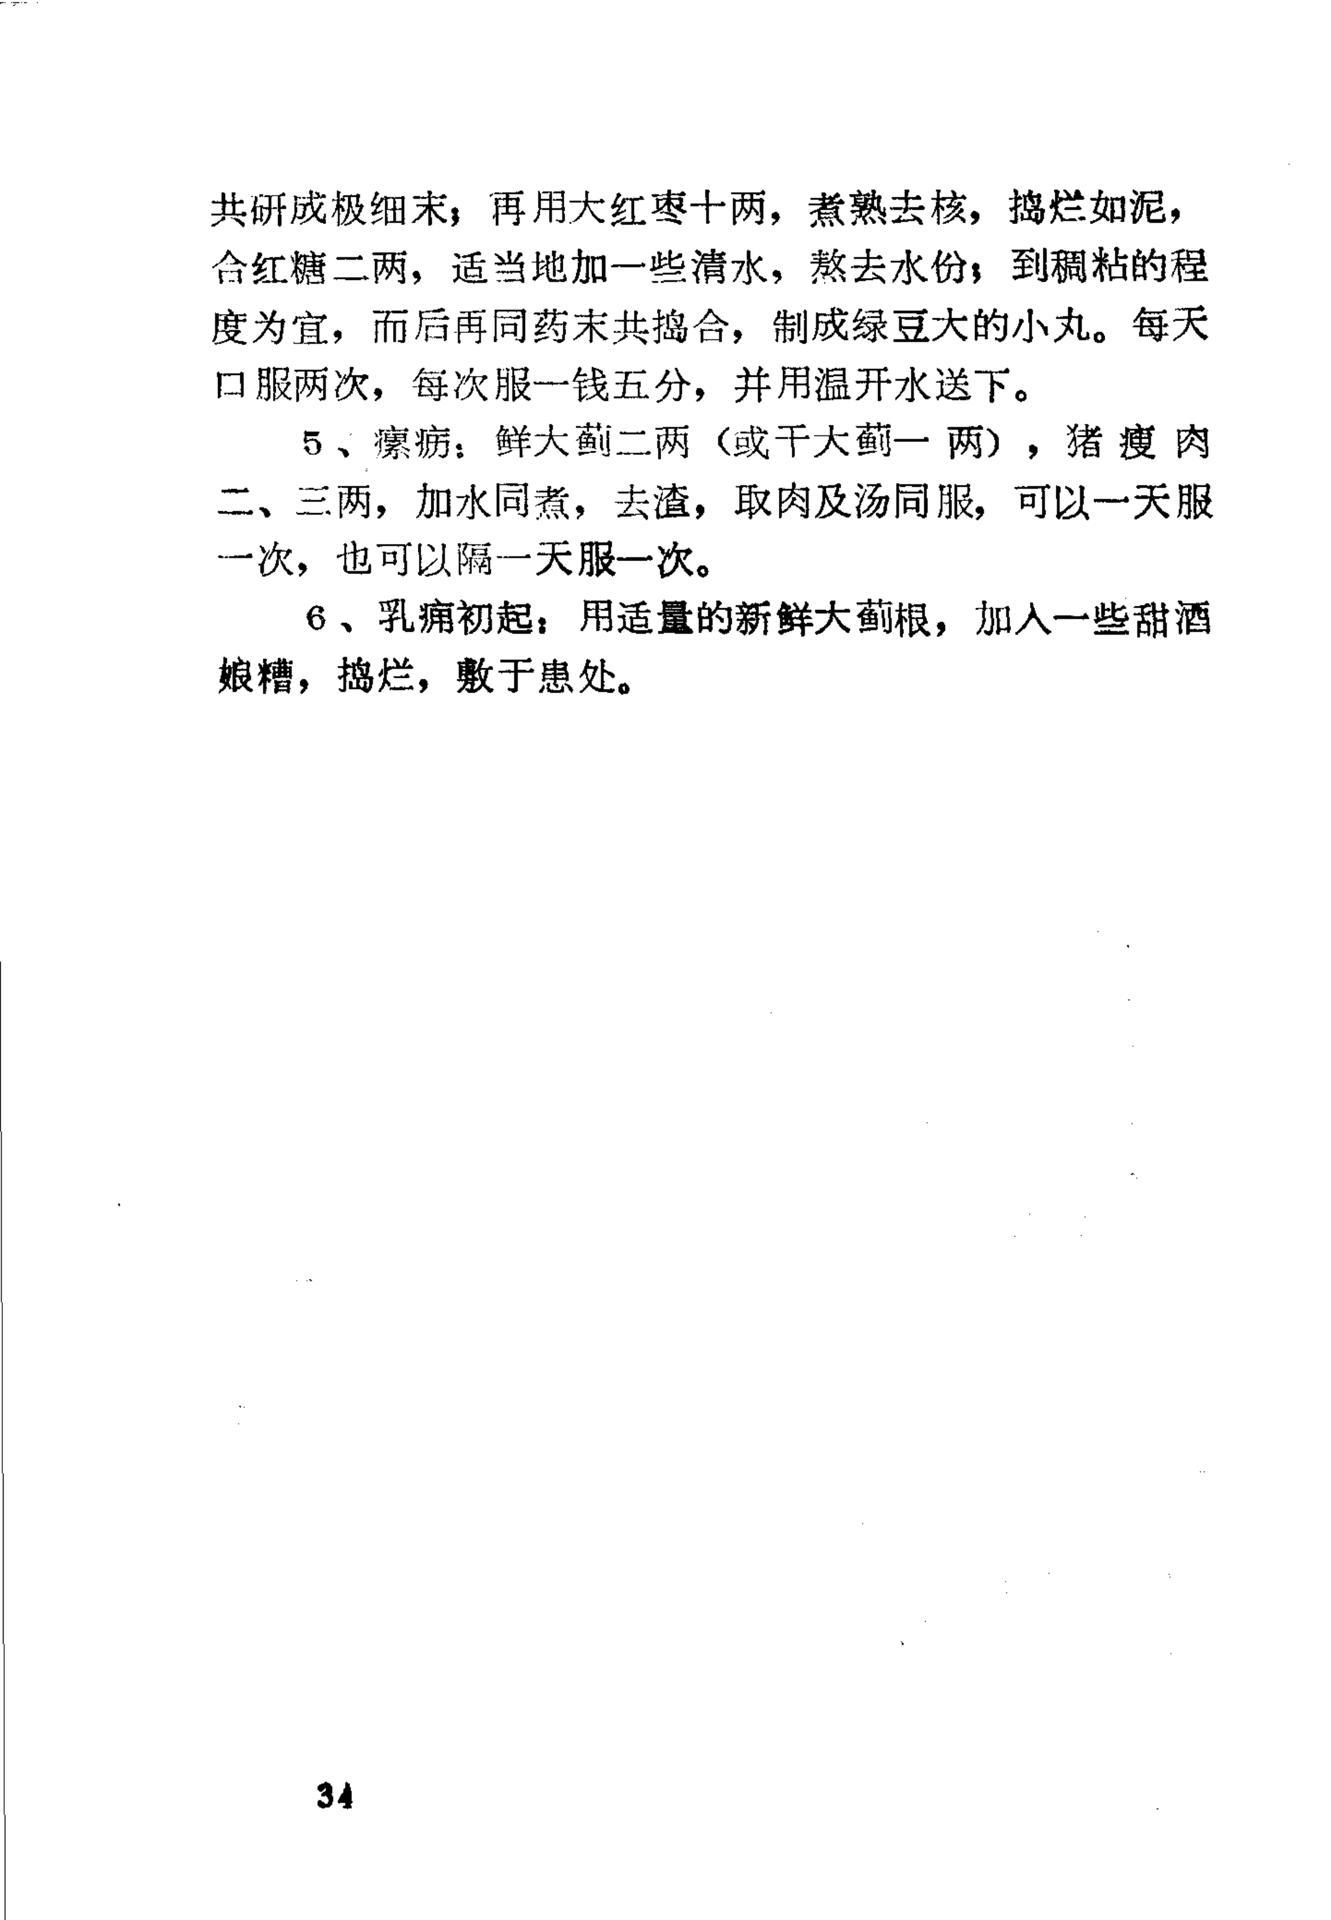 共研成极细末；再用大红枣十两，煮熟去核，捣烂如泥，
合红糖二两，适当地加一些清水，熬去水份；到稠粘的程
度为宜，而后再同药末共捣合，制成绿豆大的小丸。每天
口服两次，每次服一钱五分，并用温开水送下。
5、瘰疬：鲜大蓟二两（或干大蓟一两），猪瘦肉
二、三两，加水同煮，去渣，取肉及汤同服，可以一天服
一次，也可以隔一天服一次。
6、乳痈初起：用适量的新鲜大蓟根，加入一些甜酒
娘糟，捣烂，敷于患处。
34